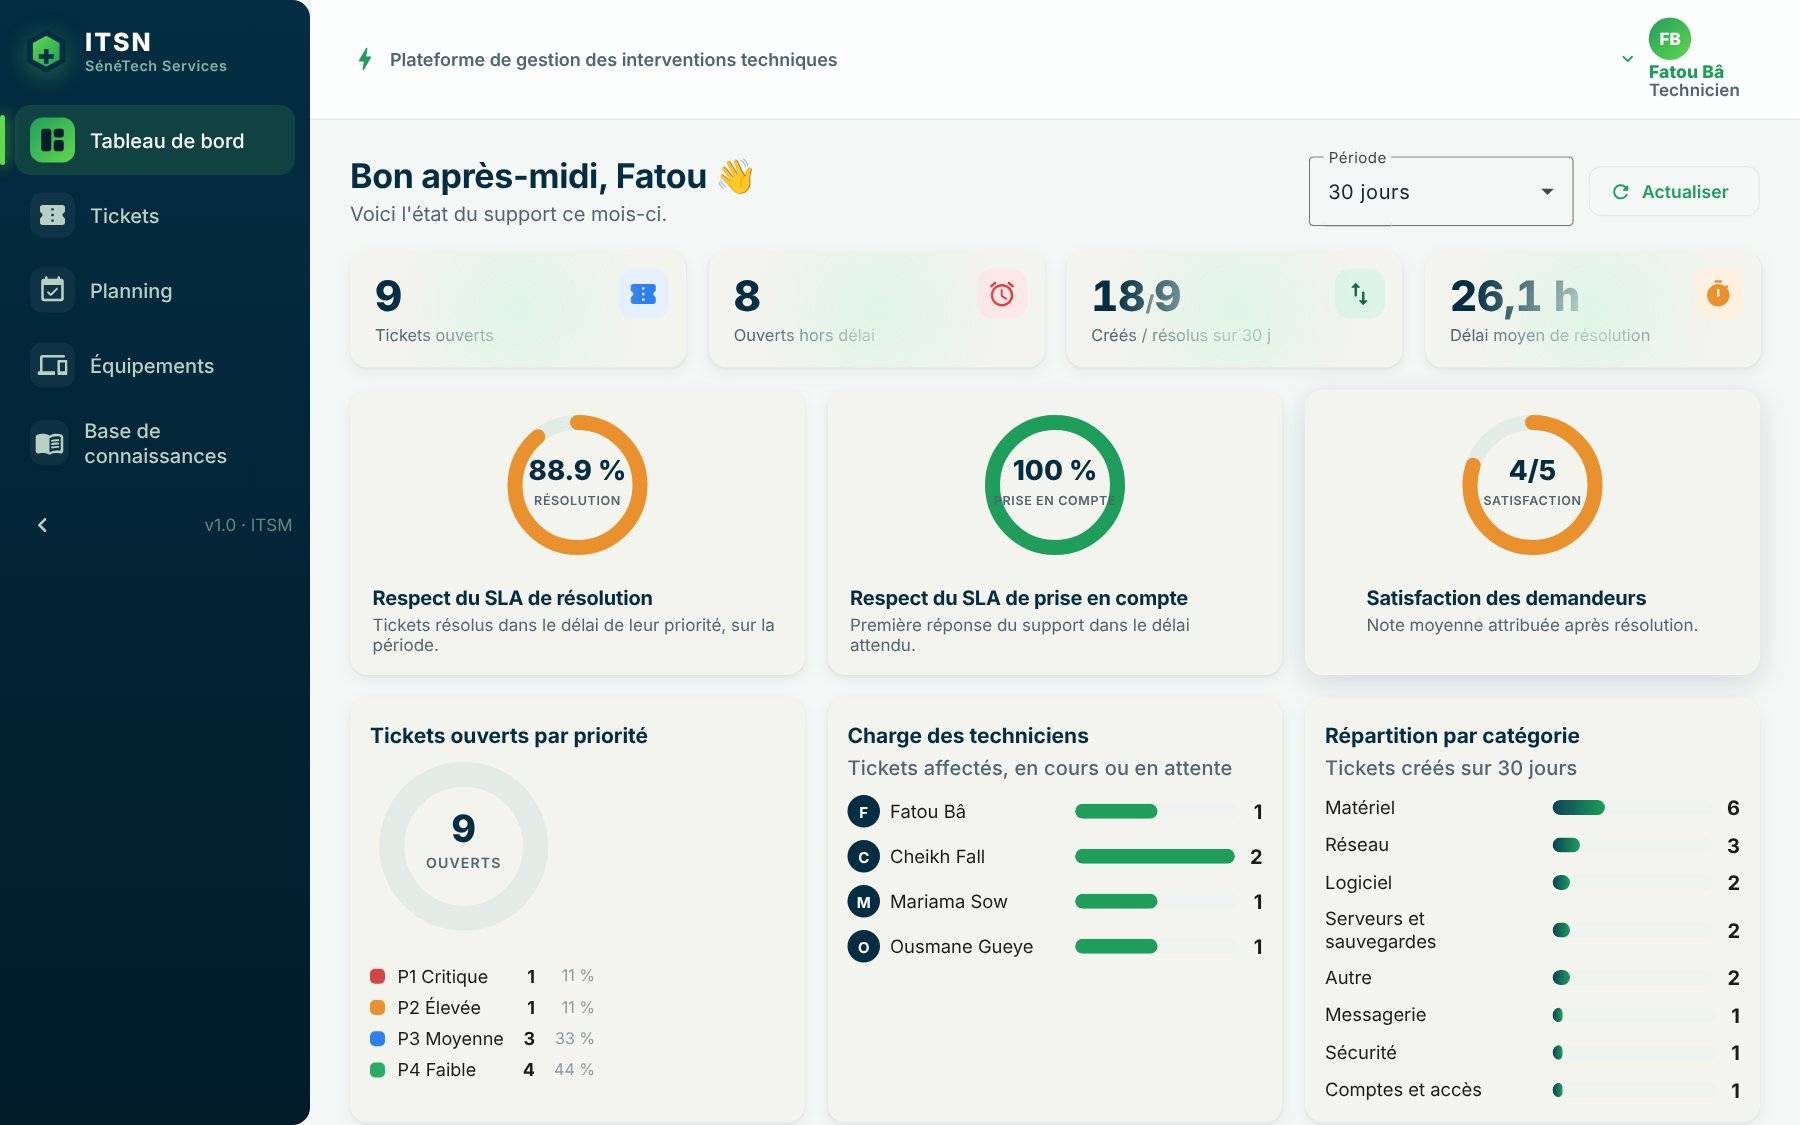 ITSN
SénéTech Services
Tableau de bord
Tickets
Planning
Équipements
Base de
connaissances
v1.0 · ITSM
Plateforme de gestion des interventions techniques
FB
Fatou Bâ
Technicien
Bon après-midi, Fatou 👋
Voici l'état du support ce mois-ci.
Période
30 jours
Actualiser
9
Tickets ouverts
8
Ouverts hors délai
18/9
Créés / résolus sur 30 j
26,1 h
Délai moyen de résolution
88.9 %
RÉSOLUTION
Respect du SLA de résolution
Tickets résolus dans le délai de leur priorité, sur la
période.
100 %
PRISE EN COMPTE
Respect du SLA de prise en compte
Première réponse du support dans le délai
attendu.
4/5
SATISFACTION
Satisfaction des demandeurs
Note moyenne attribuée après résolution.
Tickets ouverts par priorité
9
OUVERTS
P1 Critique 1 11 %
P2 Élevée 1 11 %
P3 Moyenne 3 33 %
P4 Faible 4 44 %
Charge des techniciens
Tickets affectés, en cours ou en attente
F Fatou Bâ 1
C Cheikh Fall 2
M Mariama Sow 1
O Ousmane Gueye 1
Répartition par catégorie
Tickets créés sur 30 jours
Matériel 6
Réseau 3
Logiciel 2
Serveurs et
sauvegardes 2
Autre 2
Messagerie 1
Sécurité 1
Comptes et accès 1